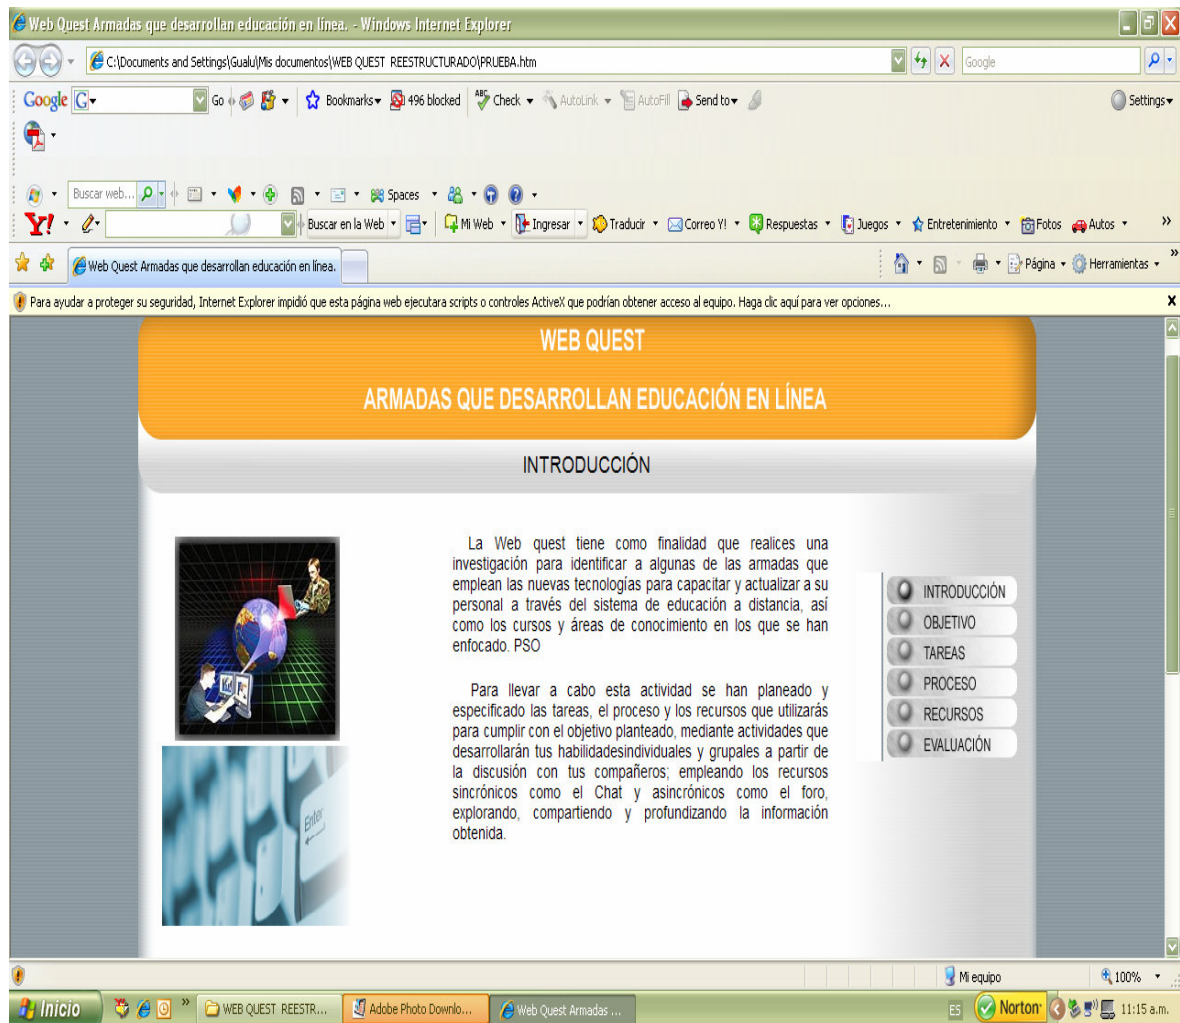 Web Quest Armadas que desarrollan educación en línea. - Windows Internet Explorer
C:\Documents and Settings\Gualu\Mis documentos\WEB QUEST REESTRUCTURADO\PRUEBA.htm
Google
Google G Go Bookmarks 496 blocked ABC Check AutoLink AutoFill Send to Settings
Buscar web... Spaces
Y! Buscar en la Web Mi Web Ingresar Traducir Correo Y! Respuestas Juegos Entretenimiento Fotos Autos »
Web Quest Armadas que desarrollan educación en línea. Página Herramientas »
Para ayudar a proteger su seguridad, Internet Explorer impidió que esta página web ejecutara scripts o controles ActiveX que podrían obtener acceso al equipo. Haga clic aquí para ver opciones...
WEB QUEST
ARMADAS QUE DESARROLLAN EDUCACIÓN EN LÍNEA
INTRODUCCIÓN
La Web quest tiene como finalidad que realices una
investigación para identificar a algunas de las armadas que
emplean las nuevas tecnologías para capacitar y actualizar a su
personal a través del sistema de educación a distancia, así
como los cursos y áreas de conocimiento en los que se han
enfocado. PSO
Para llevar a cabo esta actividad se han planeado y
especificado las tareas, el proceso y los recursos que utilizarás
para cumplir con el objetivo planteado, mediante actividades que
desarrollarán tus habilidadesindividuales y grupales a partir de
la discusión con tus compañeros; empleando los recursos
sincrónicos como el Chat y asincrónicos como el foro,
explorando, compartiendo y profundizando la información
obtenida.
INTRODUCCIÓN
OBJETIVO
TAREAS
PROCESO
RECURSOS
EVALUACIÓN
Enter
Mi equipo 100%
Inicio » WEB QUEST REESTR... Adobe Photo Downlo... Web Quest Armadas ... ES Norton 11:15 a.m.